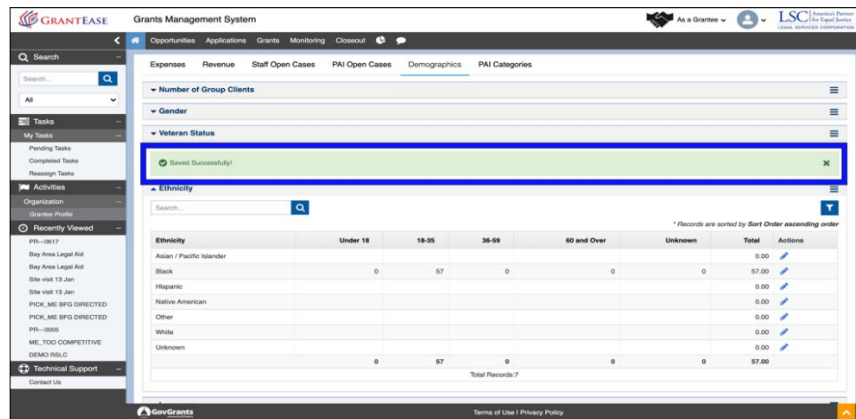 GRANTEASE
Grants Management System
As a Grantee
LSC America's Partner for Equal Justice
LEGAL SERVICES CORPORATION
Opportunities Applications Grants Monitoring Closeout
Search
Search...
All
Tasks
My Tasks
Pending Tasks
Completed Tasks
Reassign Tasks
Activities
Organization
Grantee Profile
Recently Viewed
PR---0617
Bay Area Legal Aid
Bay Area Legal Aid
Site visit 13 Jan
Site visit 13 Jan
PICK_ME BFG DIRECTED
PICK_ME BFG DIRECTED
PR---0005
ME_TOO COMPETITIVE
DEMO RSLC
Technical Support
Contact Us
Expenses Revenue Staff Open Cases PAI Open Cases Demographics PAI Categories
Number of Group Clients
Gender
Veteran Status
Saved Successfully!
Ethnicity
Search...
* Records are sorted by Sort Order ascending order
Ethnicity Under 18 18-35 36-59 60 and Over Unknown Total Actions
Asian / Pacific Islander 0.00
Black 0 57 0 0 0 57.00
Hispanic 0.00
Native American 0.00
Other 0.00
White 0.00
Unknown 0.00
0 57 0 0 0 57.00
Total Records:7
GovGrants
Terms of Use | Privacy Policy